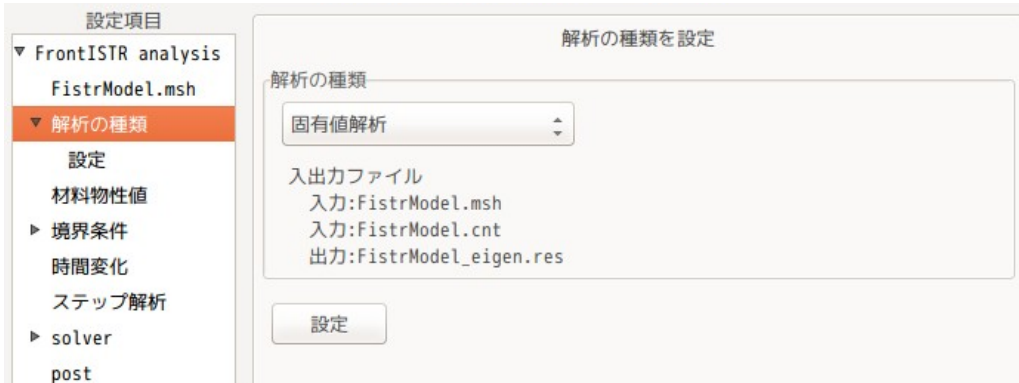 設定項目
FrontISTR analysis
FistrModel.msh
解析の種類
設定
材料物性値
境界条件
時間変化
ステップ解析
solver
post
解析の種類を設定
解析の種類
固有値解析
入出力ファイル
入力:FistrModel.msh
入力:FistrModel.cnt
出力:FistrModel_eigen.res
設定